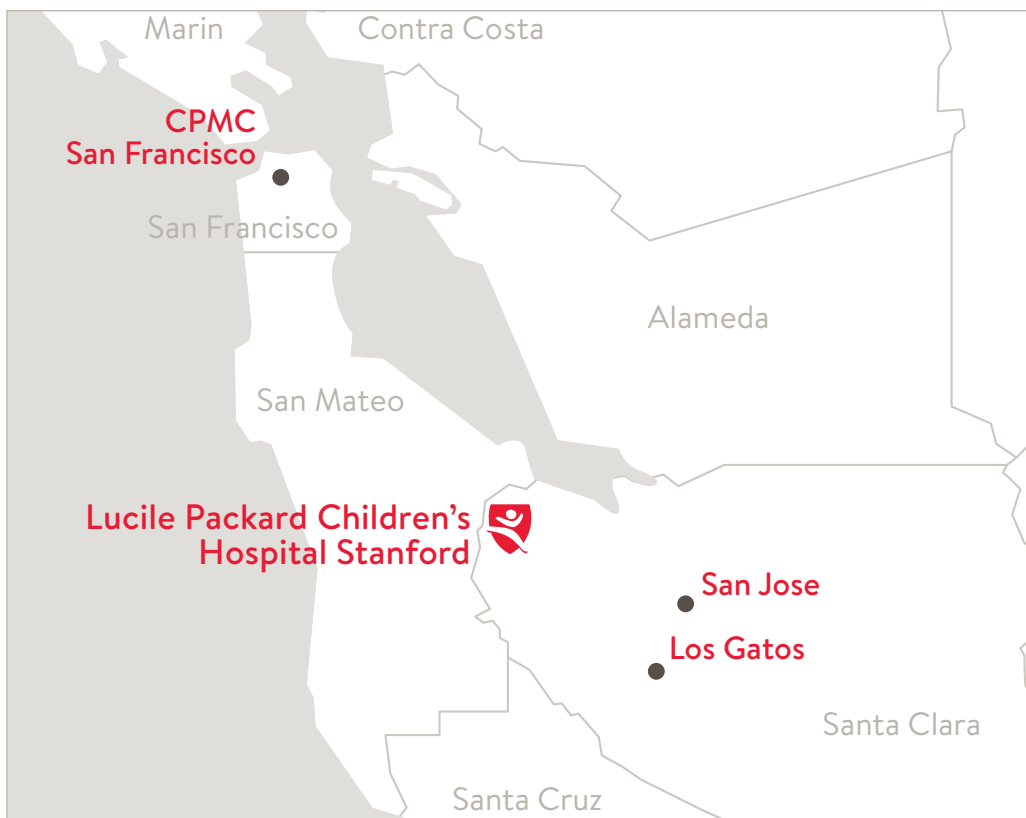 Marin
Contra Costa
CPMC
San Francisco
San Francisco
Alameda
San Mateo
Lucile Packard Children's
Hospital Stanford
San Jose
Los Gatos
Santa Clara
Santa Cruz